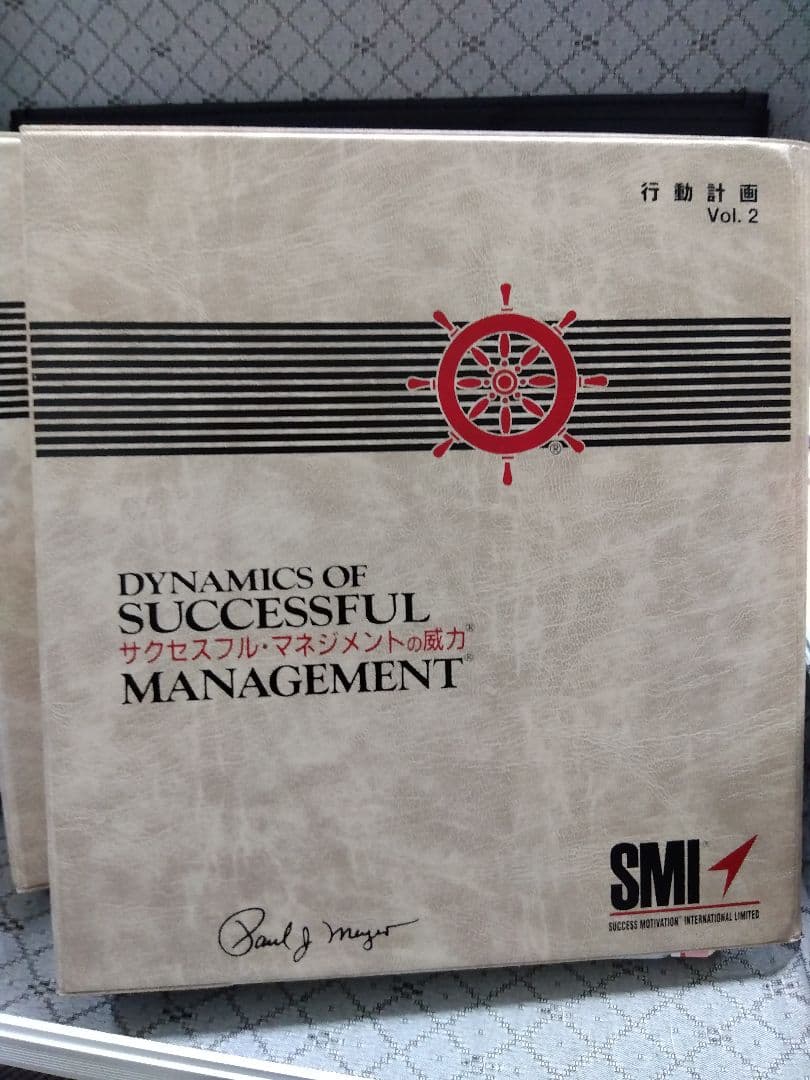 行動計画
Vol. 2
®
DYNAMICS OF
SUCCESSFUL
サクセスフル・マネジメントの威力®
MANAGEMENT®
SMI®
SUCCESS MOTIVATION® INTERNATIONAL LIMITED
Paul J Meyer